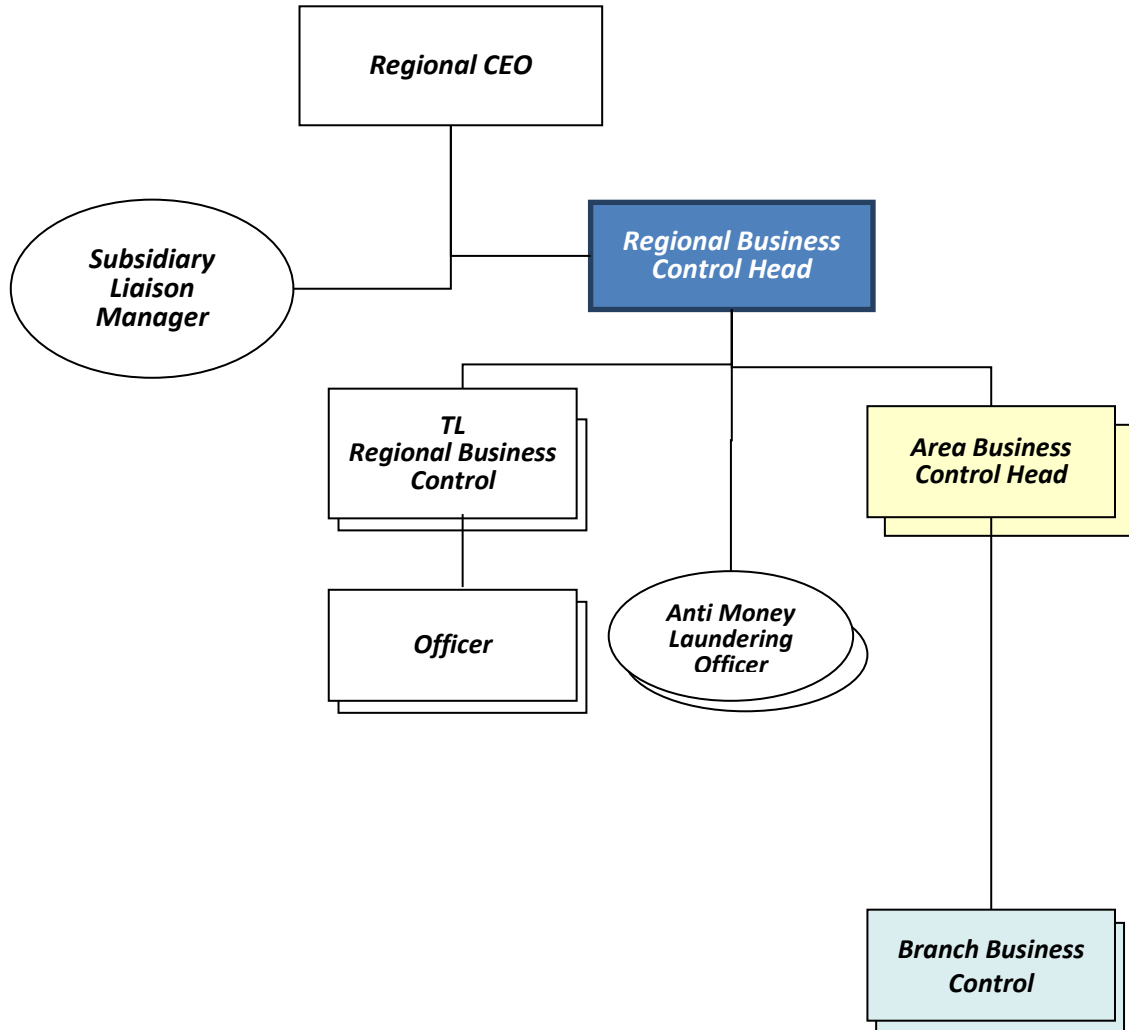 Regional CEO
Subsidiary
Liaison
Manager
Regional Business
Control Head
TL
Regional Business
Control
Area Business
Control Head
Officer
Anti Money
Laundering
Officer
Branch Business
Control